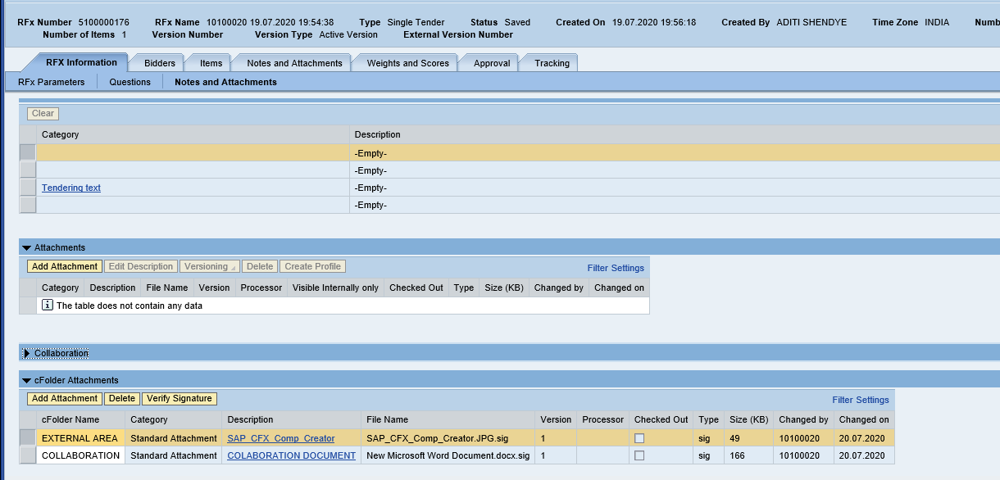 RFx Number 5100000176 RFx Name 10100020 19.07.2020 19:54:38 Type Single Tender Status Saved Created On 19.07.2020 19:56:18 Created By ADITI SHENDYE Time Zone INDIA Numb
Number of Items 1 Version Number Version Type Active Version External Version Number
RFX Information Bidders Items Notes and Attachments Weights and Scores Approval Tracking
RFx Parameters Questions Notes and Attachments
Clear
Category Description
-Empty-
-Empty-
Tendering text -Empty-
-Empty-
Attachments
Add Attachment Edit Description Versioning Delete Create Profile Filter Settings
Category Description File Name Version Processor Visible Internally only Checked Out Type Size (KB) Changed by Changed on
The table does not contain any data
Collaboration
cFolder Attachments
Add Attachment Delete Verify Signature Filter Settings
cFolder Name Category Description File Name Version Processor Checked Out Type Size (KB) Changed by Changed on
EXTERNAL AREA Standard Attachment SAP_CFX_Comp_Creator SAP_CFX_Comp_Creator.JPG.sig 1 sig 49 10100020 20.07.2020
COLLABORATION Standard Attachment COLABORATION DOCUMENT New Microsoft Word Document.docx.sig 1 sig 166 10100020 20.07.2020